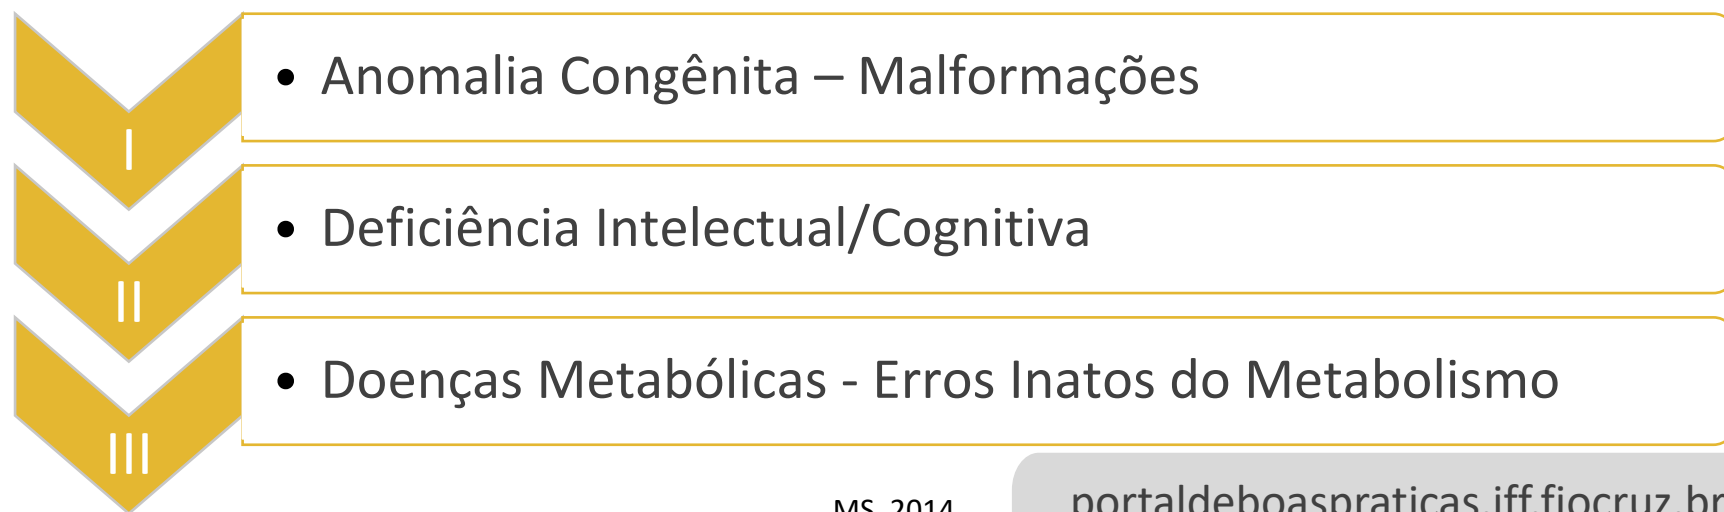 I
• Anomalia Congênita – Malformações
II
• Deficiência Intelectual/Cognitiva
III
• Doenças Metabólicas - Erros Inatos do Metabolismo
MS, 2014
portaldeboaspraticas.iff.fiocruz.br